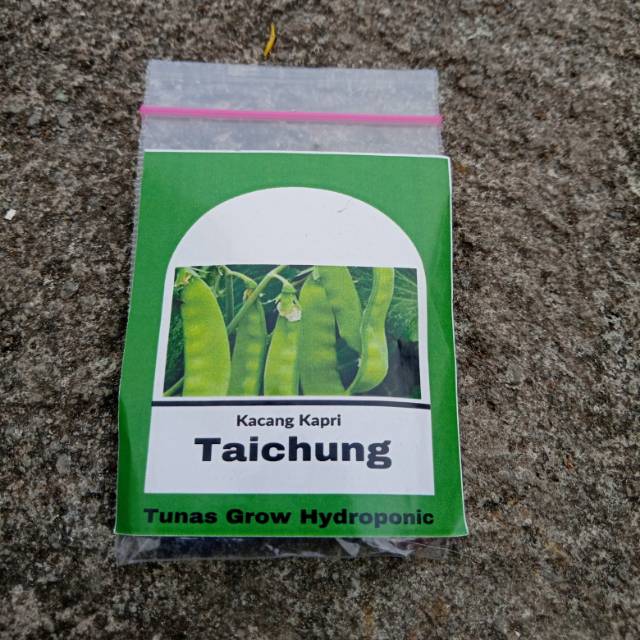 Kacang Kapri
Taichung
Tunas Grow Hydroponic